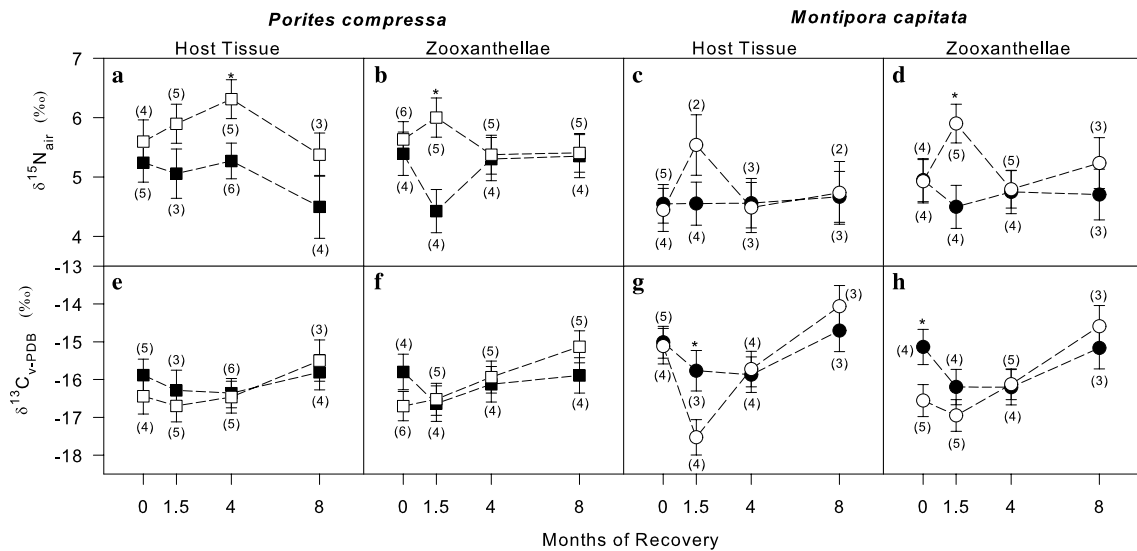 Porites compressa Montipora capitata
Host Tissue Zooxanthellae Host Tissue Zooxanthellae
a b c d
7
6
5
4
δ15Nair (‰)
(4) (5) * (5) (3)
(5) (3) (6) (4)
(6) * (5) (5) (5)
(4) (4) (4) (4)
(5) (2) (3) (2)
(4) (4) (3) (3)
(4) * (5) (5) (3)
(4) (4) (4) (3)
e f g h
-13
-14
-15
-16
-17
-18
δ13Cv-PDB (‰)
(5) (3) (6) (3)
(4) (5) (5) (4)
(4) (5) (4) (5)
(6) (4) (5) (4)
(5) * (3) (3) (3)
(4) (4) (4) (3)
* (4) (4) (5) (3)
(5) (5) (4) (3)
0 1.5 4 8 0 1.5 4 8 0 1.5 4 8 0 1.5 4 8
Months of Recovery